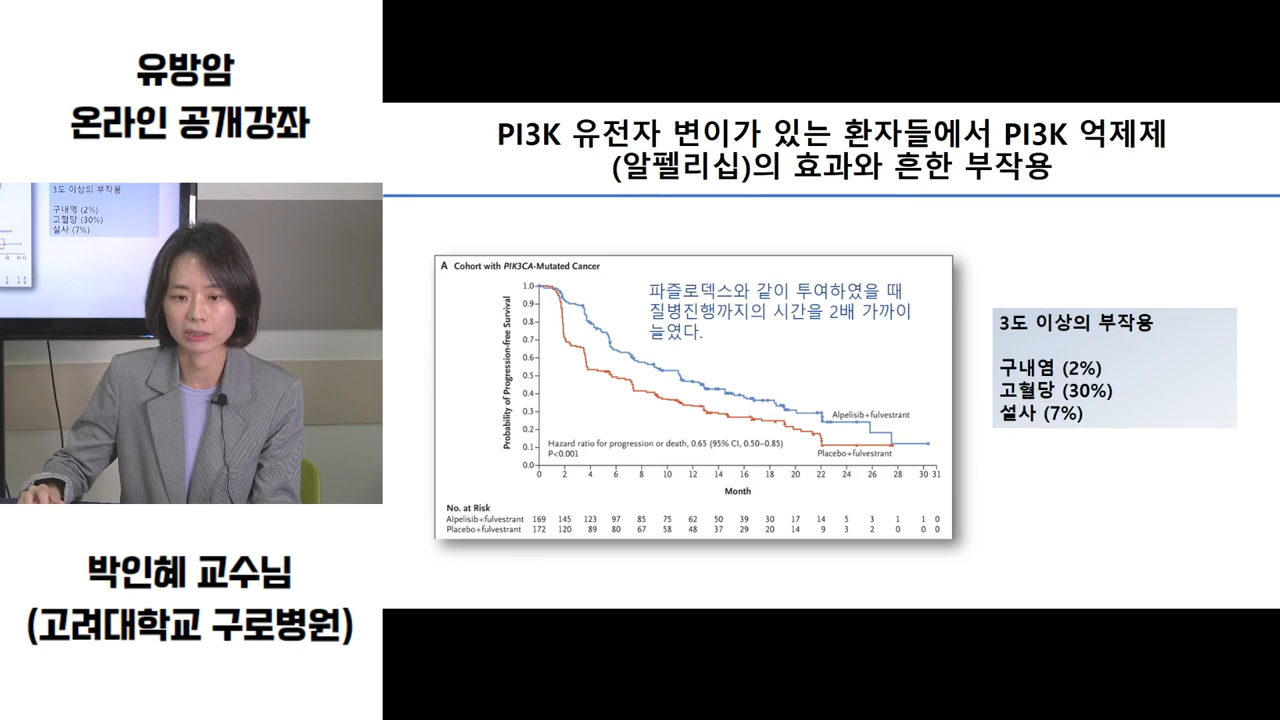 유방암
온라인 공개강좌
3도 이상의 부작용
구내염 (2%)
고혈당 (30%)
설사 (7%)
박인혜 교수님
(고려대학교 구로병원)
PI3K 유전자 변이가 있는 환자들에서 PI3K 억제제
(알펠리십)의 효과와 흔한 부작용
A Cohort with PIK3CA-Mutated Cancer
파즐로덱스와 같이 투여하였을 때
질병진행까지의 시간을 2배 가까이
늘였다.
Probability of Progression-free Survival
1.0
0.9
0.8
0.7
0.6
0.5
0.4
0.3
0.2
0.1
0.0
Alpelisib+fulvestrant
Hazard ratio for progression or death, 0.65 (95% CI, 0.50–0.85)
P<0.001
Placebo+fulvestrant
0 2 4 6 8 10 12 14 16 18 20 22 24 26 28 30 31
Month
No. at Risk
Alpelisib+fulvestrant 169 145 123 97 85 75 62 50 39 30 17 14 5 3 1 1 0
Placebo+fulvestrant 172 120 89 80 67 58 48 37 29 20 14 9 3 2 0 0 0
3도 이상의 부작용
구내염 (2%)
고혈당 (30%)
설사 (7%)